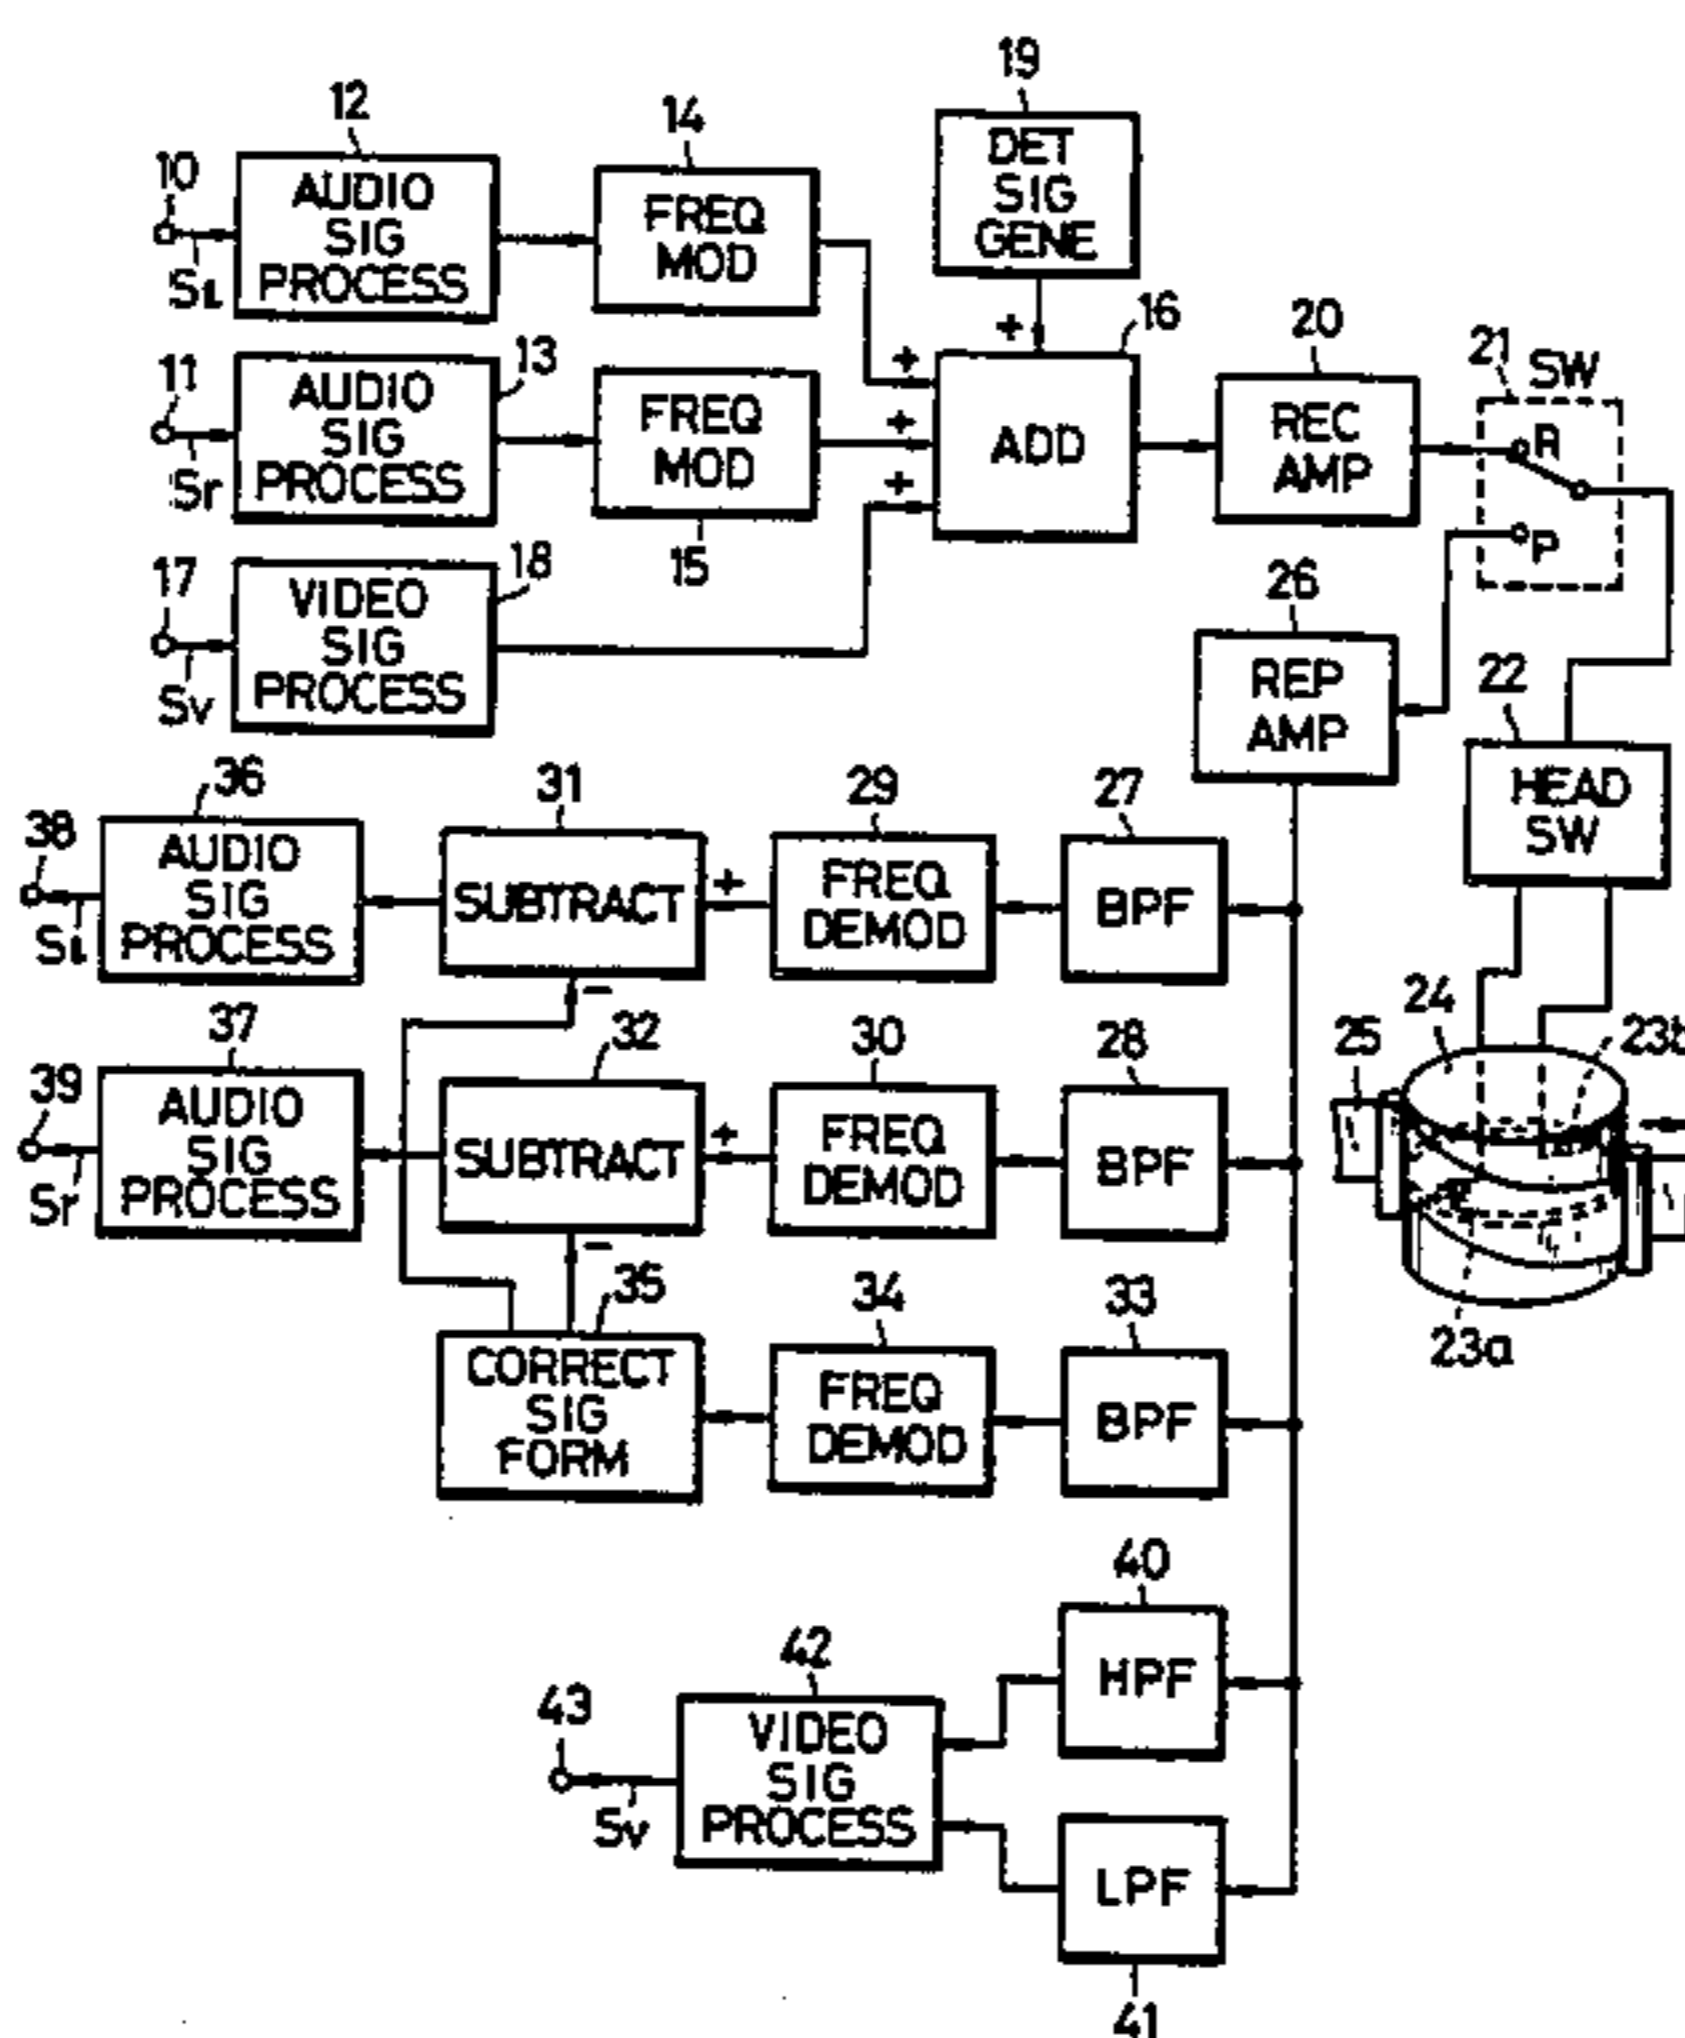 19
12
14
DET
SIG
GENE
10
AUDIO
SIG
PROCESS
FREQ
MOD
Sl
+
16
20
21
SW
11
13
AUDIO
SIG
PROCESS
FREQ
MOD
+
+
+
ADD
REC
AMP
R
P
Sr
15
17
18
VIDEO
SIG
PROCESS
Sv
26
REP
AMP
22
HEAD
SW
36
31
29
27
38
AUDIO
SIG
PROCESS
SUBTRACT
+
FREQ
DEMOD
BPF
Sl
−
24
25
23b
37
32
30
28
39
AUDIO
SIG
PROCESS
SUBTRACT
+
FREQ
DEMOD
BPF
Sr
−
35
34
33
23a
CORRECT
SIG
FORM
FREQ
DEMOD
BPF
40
HPF
42
43
VIDEO
SIG
PROCESS
Sv
LPF
41